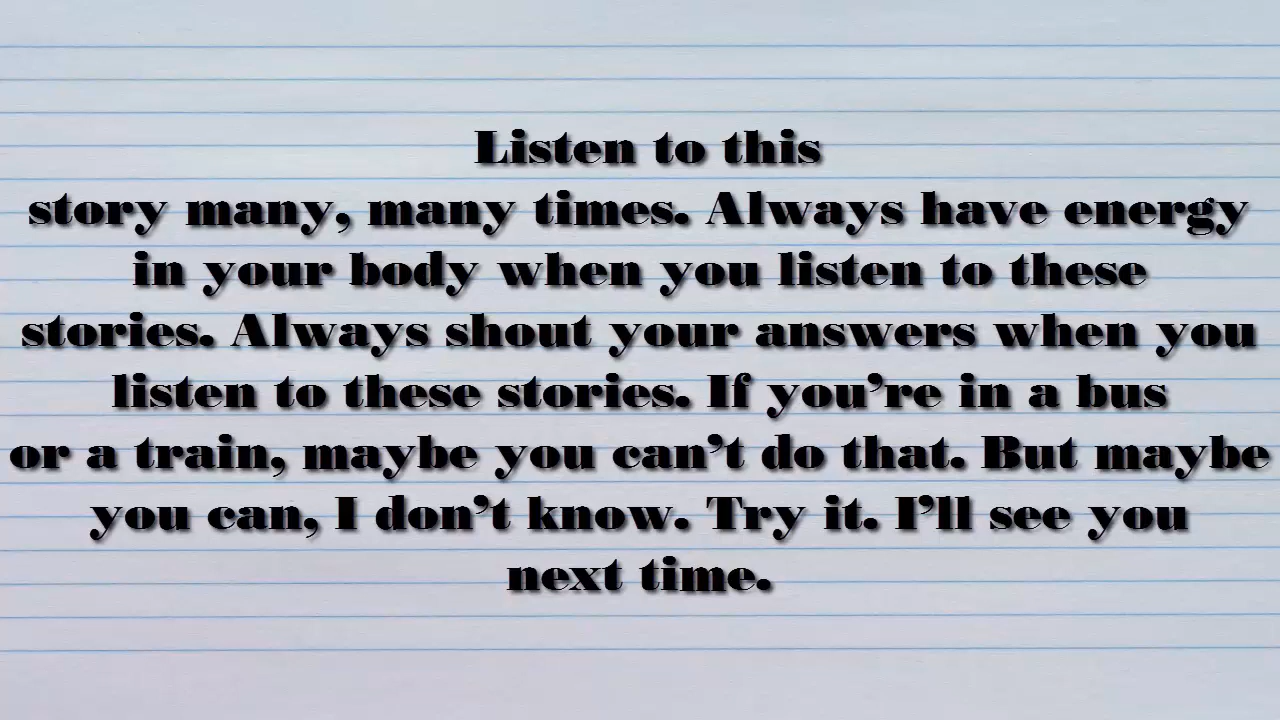 Listen to this
story many, many times. Always have energy
in your body when you listen to these
stories. Always shout your answers when you
listen to these stories. If you’re in a bus
or a train, maybe you can’t do that. But maybe
you can, I don’t know. Try it. I’ll see you
next time.